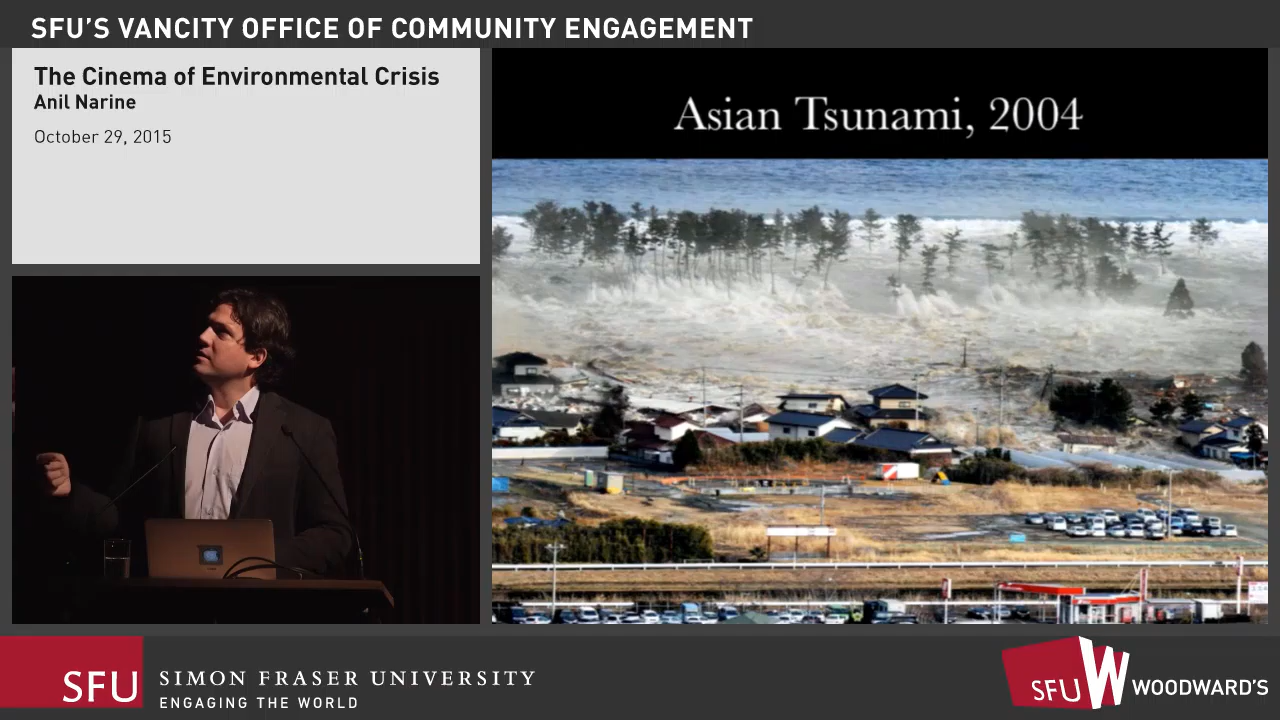 SFU'S VANCITY OFFICE OF COMMUNITY ENGAGEMENT
The Cinema of Environmental Crisis
Anil Narine
October 29, 2015
Asian Tsunami, 2004
SFU
SIMON FRASER UNIVERSITY
ENGAGING THE WORLD
SFU W WOODWARD'S